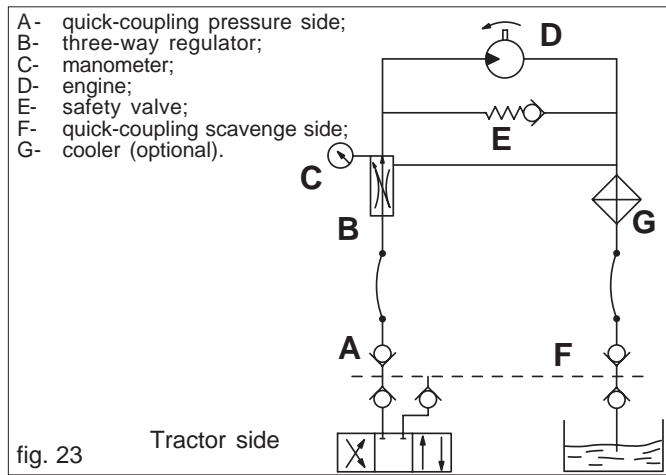 A - quick-coupling pressure side;
B- three-way regulator;
C- manometer;
D- engine;
E- safety valve;
F- quick-coupling scavenge side;
G- cooler (optional).
D
E
C
B
G
A
F
Tractor side
fig. 23